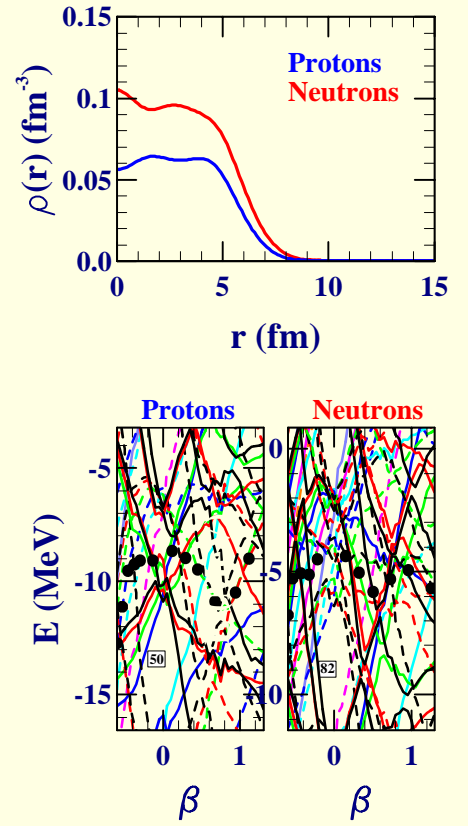 0.15
Protons
Neutrons
0.1
ρ(r) (fm-3)
0.05
0.0
0 5 10 15
r (fm)
Protons Neutrons
-5
-10
-15
E (MeV)
50
0
-5
-10
82
0 1 0 1
β β